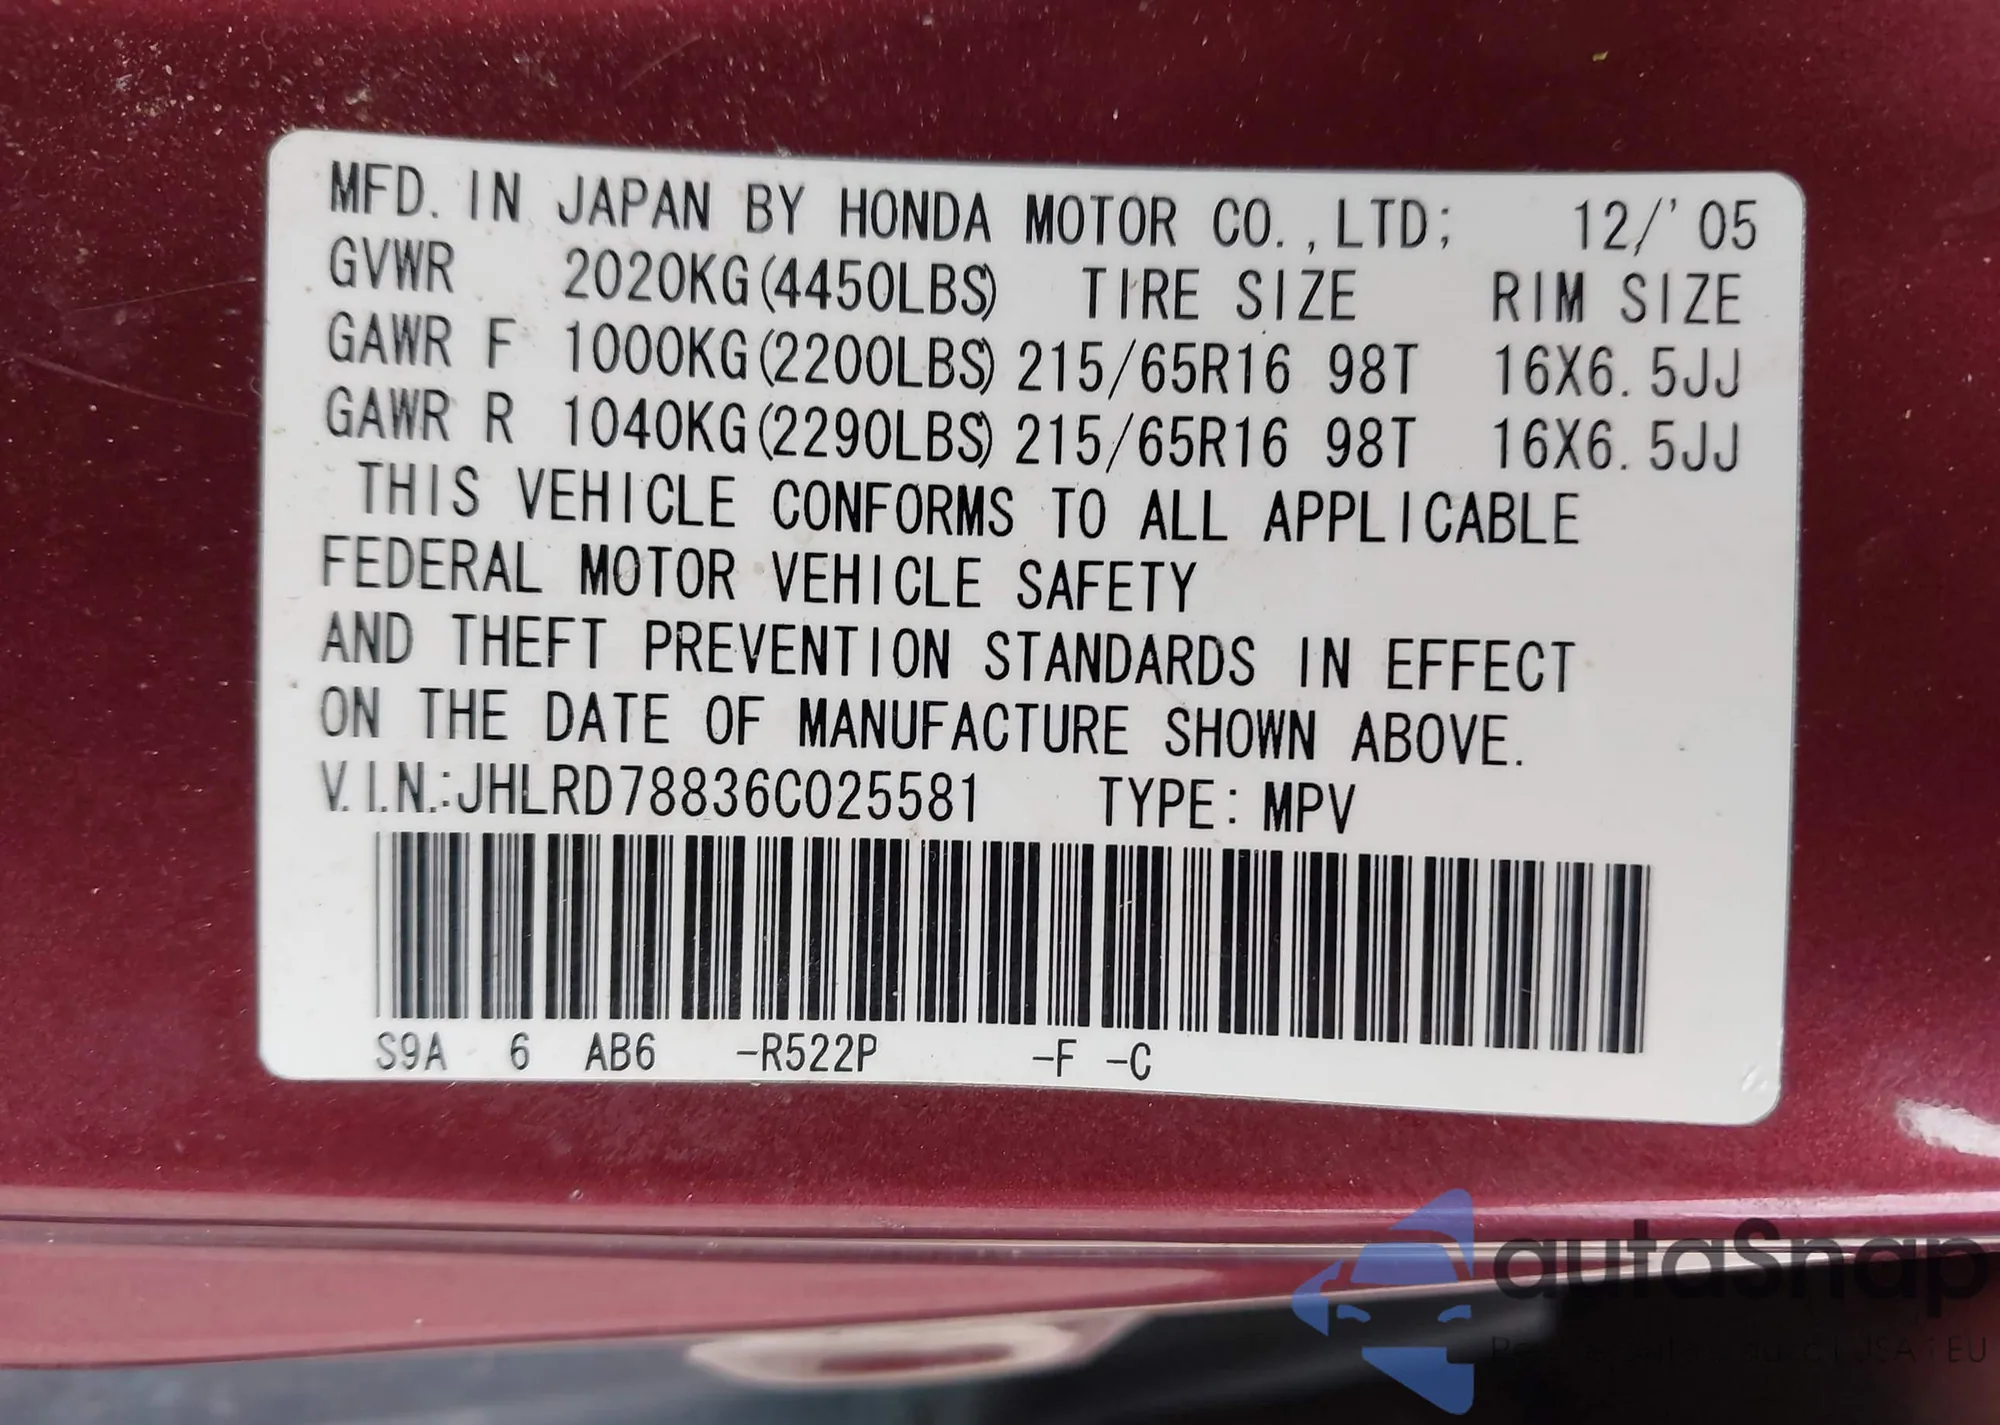 MFD. IN JAPAN BY HONDA MOTOR CO.,LTD; 12/'05
GVWR 2020KG(4450LBS) TIRE SIZE RIM SIZE
GAWR F 1000KG(2200LBS) 215/65R16 98T 16X6.5JJ
GAWR R 1040KG(2290LBS) 215/65R16 98T 16X6.5JJ
THIS VEHICLE CONFORMS TO ALL APPLICABLE
FEDERAL MOTOR VEHICLE SAFETY
AND THEFT PREVENTION STANDARDS IN EFFECT
ON THE DATE OF MANUFACTURE SHOWN ABOVE.
V.I.N.:JHLRD78836C025581 TYPE: MPV
S9A 6 AB6 -R522P -F -C
autaSnap
USA i EU